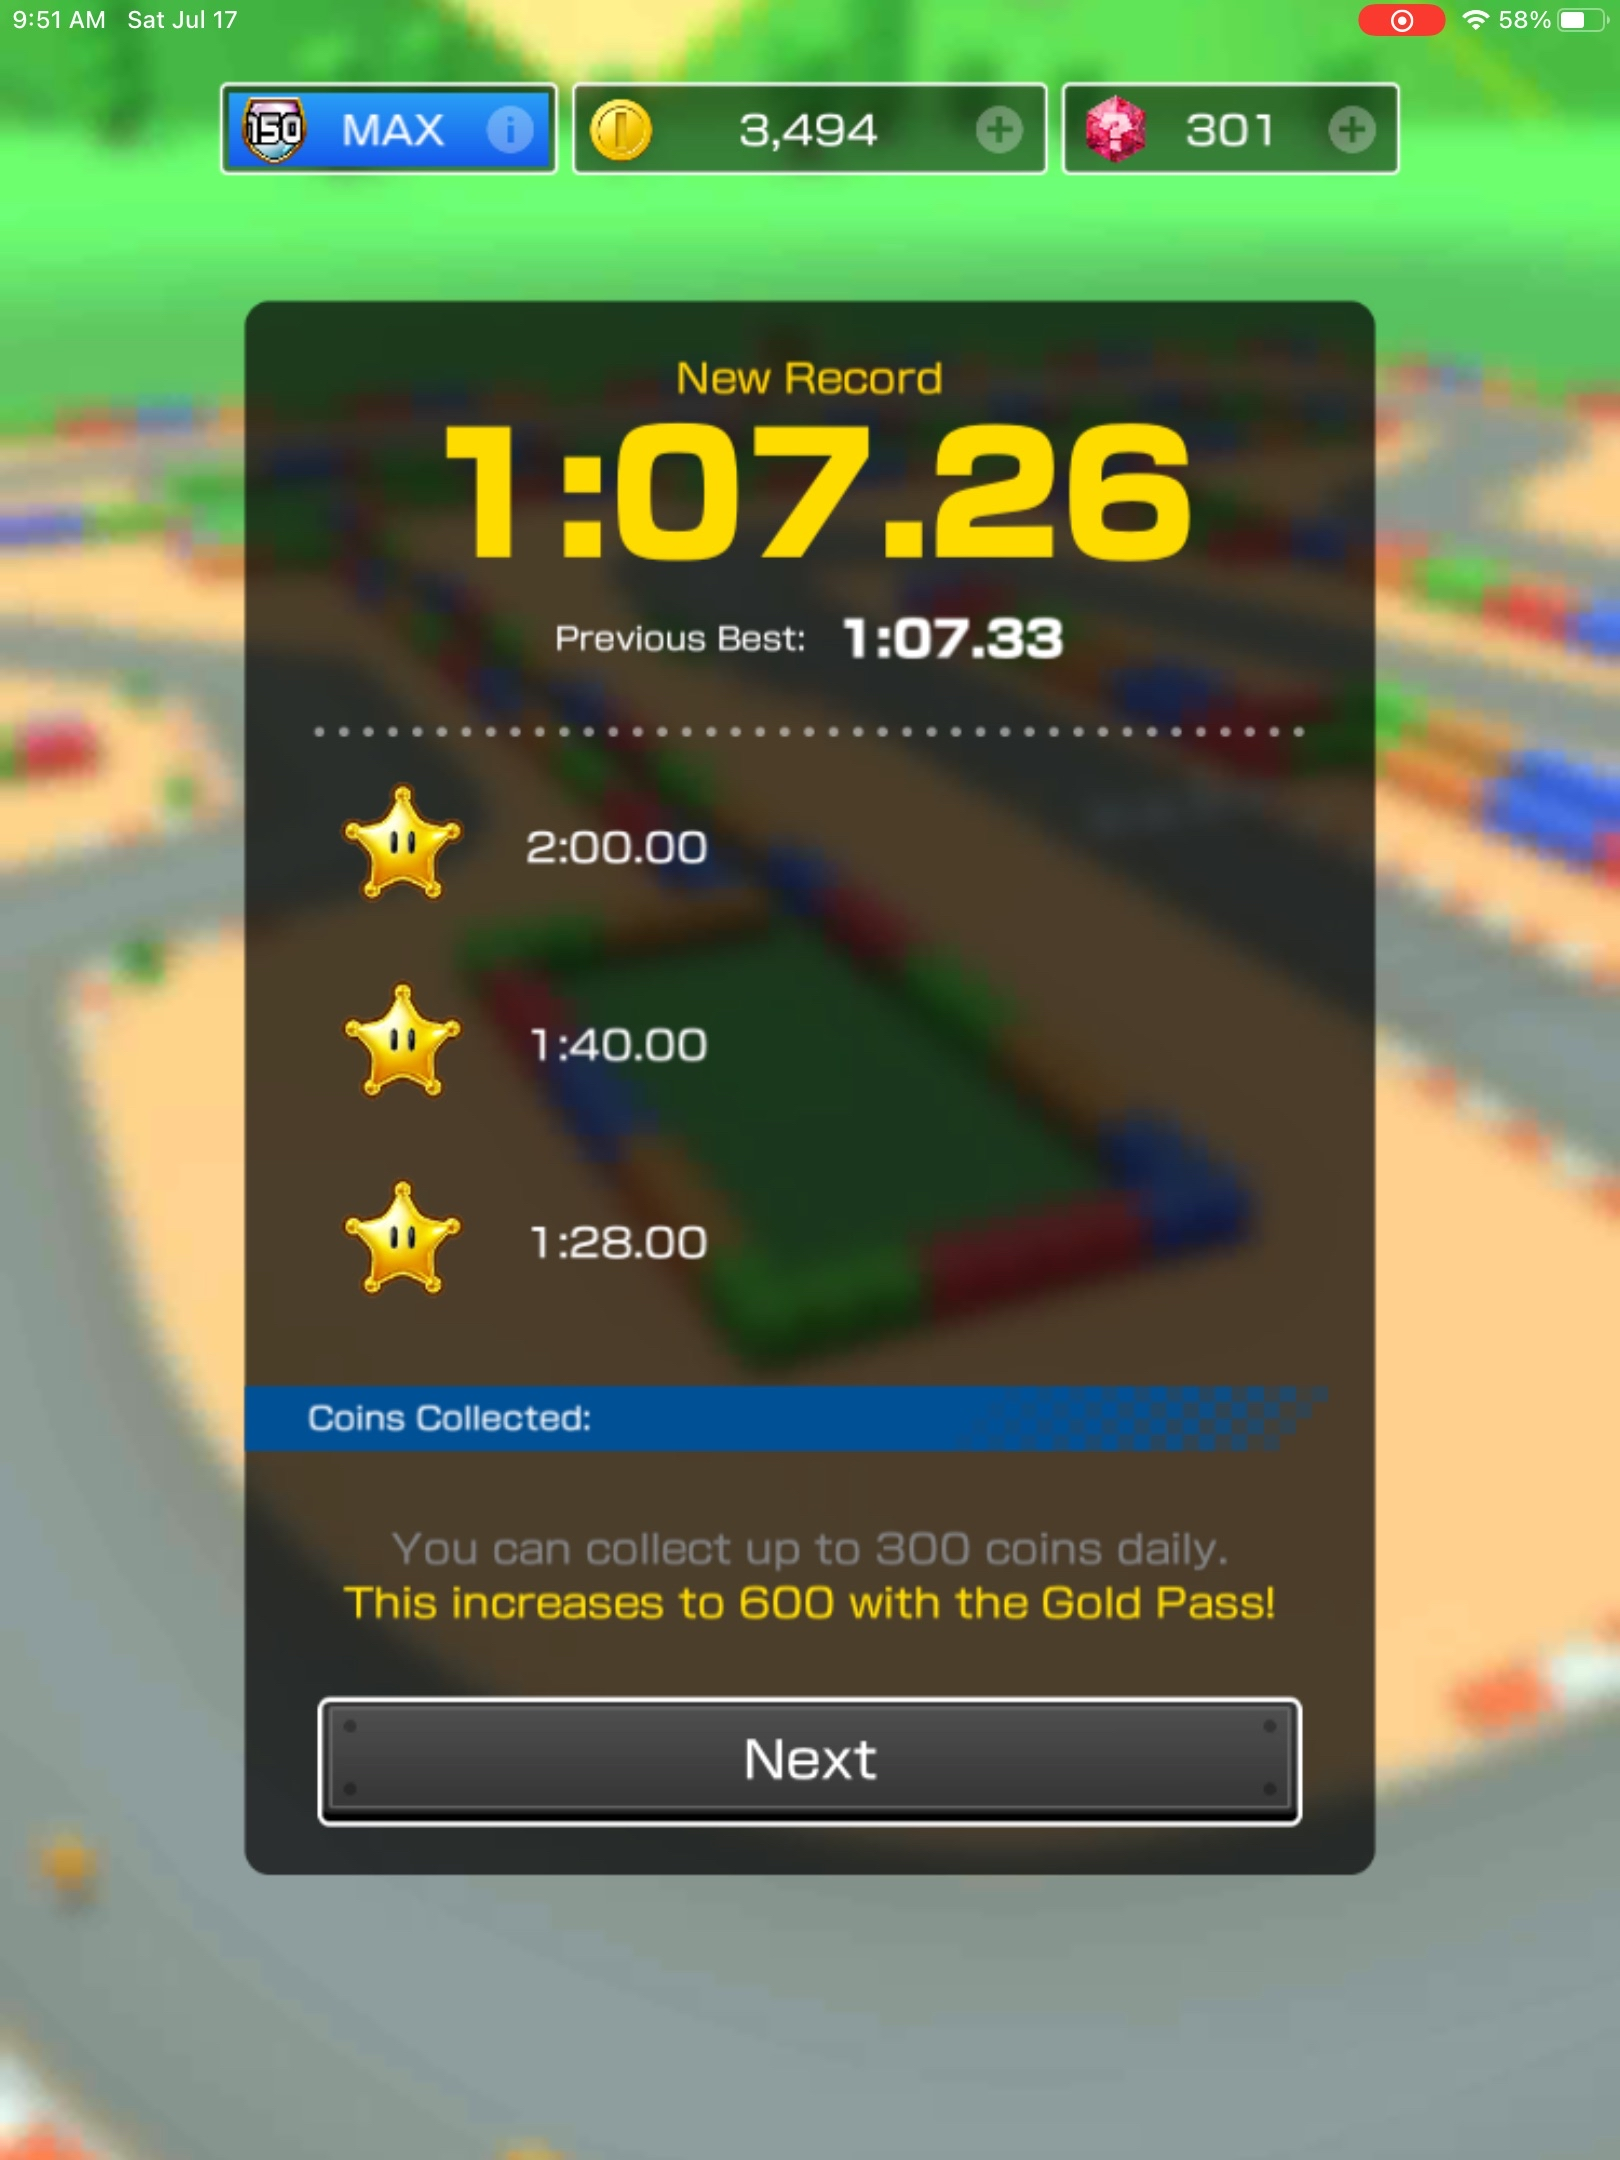 9:51 AM Sat Jul 17
58%
150 MAX i
3,494 +
? 301 +
New Record
1:07.26
Previous Best: 1:07.33
2:00.00
1:40.00
1:28.00
Coins Collected:
You can collect up to 300 coins daily.
This increases to 600 with the Gold Pass!
Next